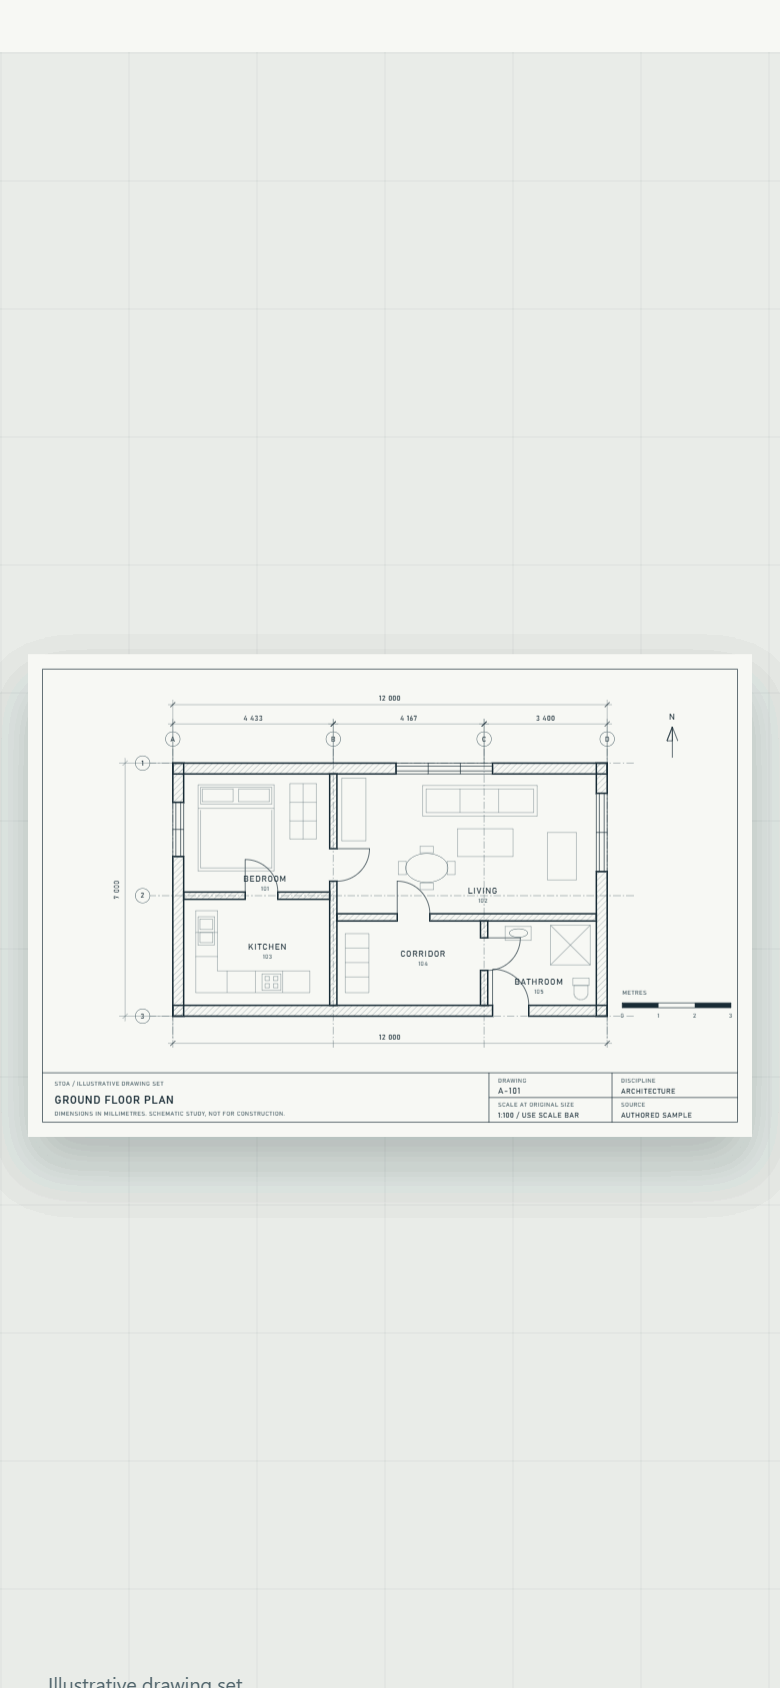 12 000
4 433
4 167
3 400
N
A
B
C
D
1
7 000
2
BEDROOM
101
LIVING
102
KITCHEN
103
CORRIDOR
104
BATHROOM
105
METRES
3
0
1
2
3
12 000
STOA / ILLUSTRATIVE DRAWING SET
GROUND FLOOR PLAN
DIMENSIONS IN MILLIMETRES. SCHEMATIC STUDY, NOT FOR CONSTRUCTION.
DRAWING
A-101
SCALE AT ORIGINAL SIZE
1:100 / USE SCALE BAR
DISCIPLINE
ARCHITECTURE
SOURCE
AUTHORED SAMPLE
Illustrative drawing set